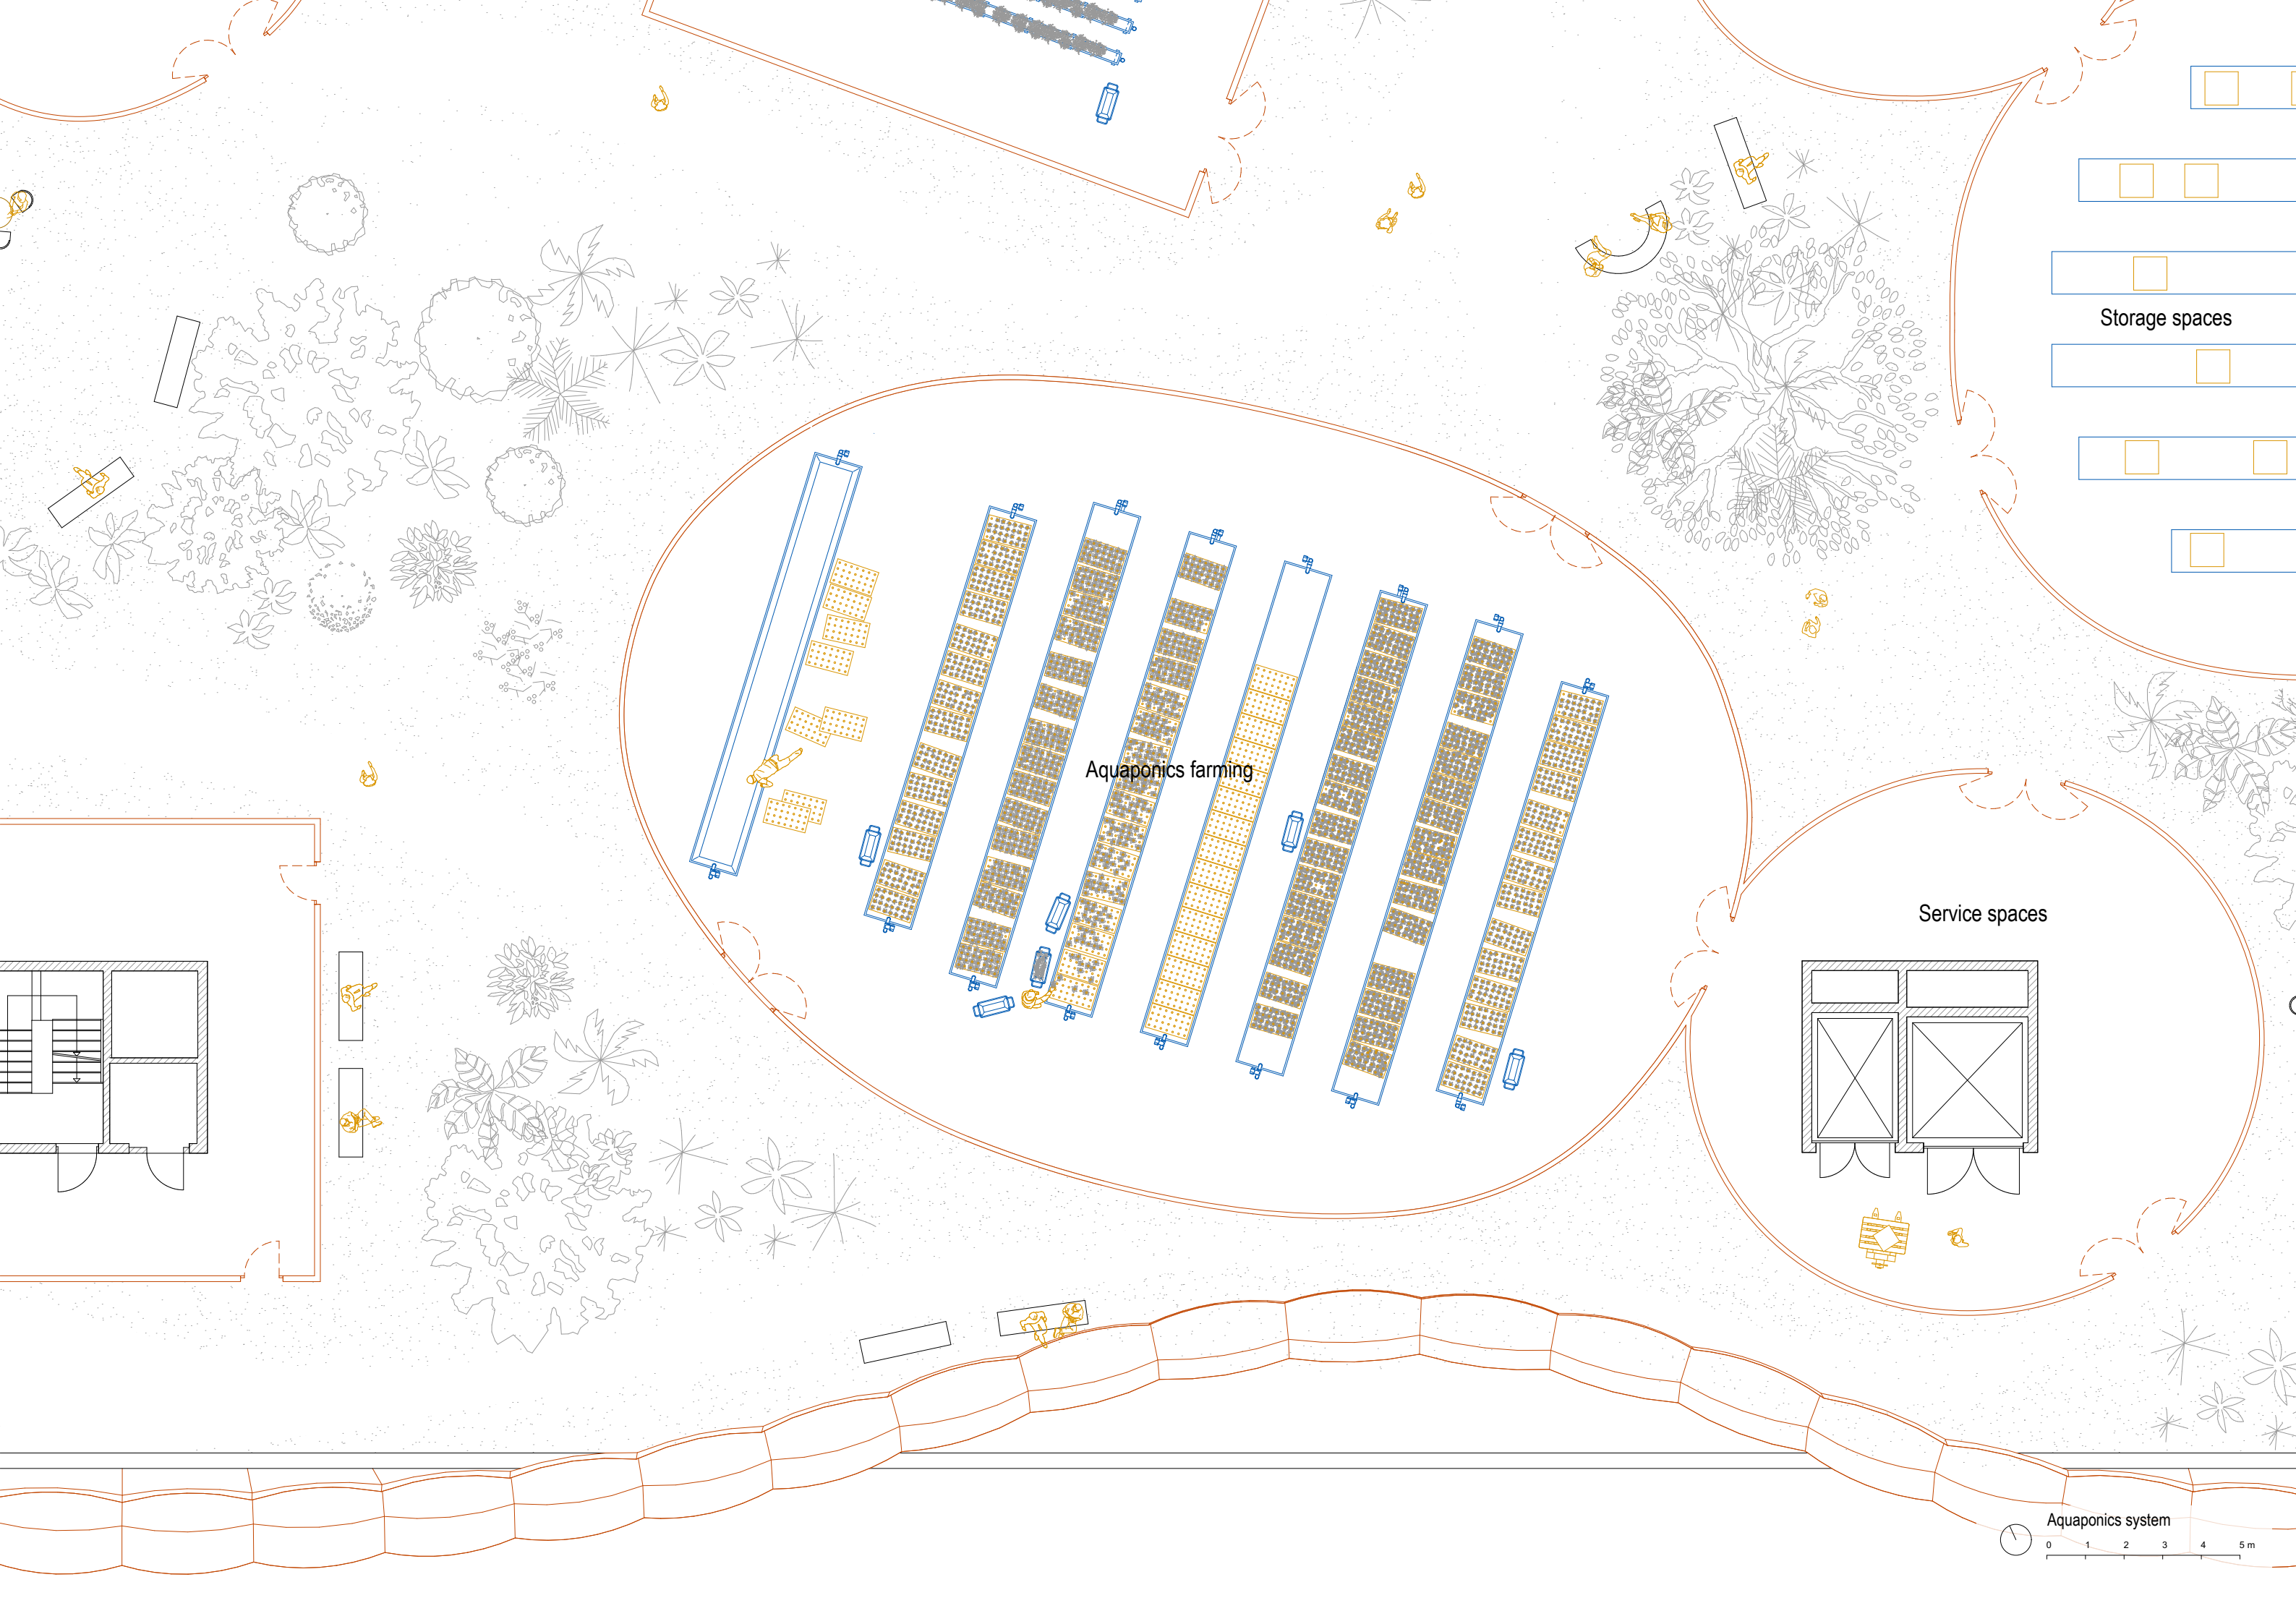 Storage spaces
Aquaponics farming
Service spaces
Aquaponics system
0 1 2 3 4 5 m